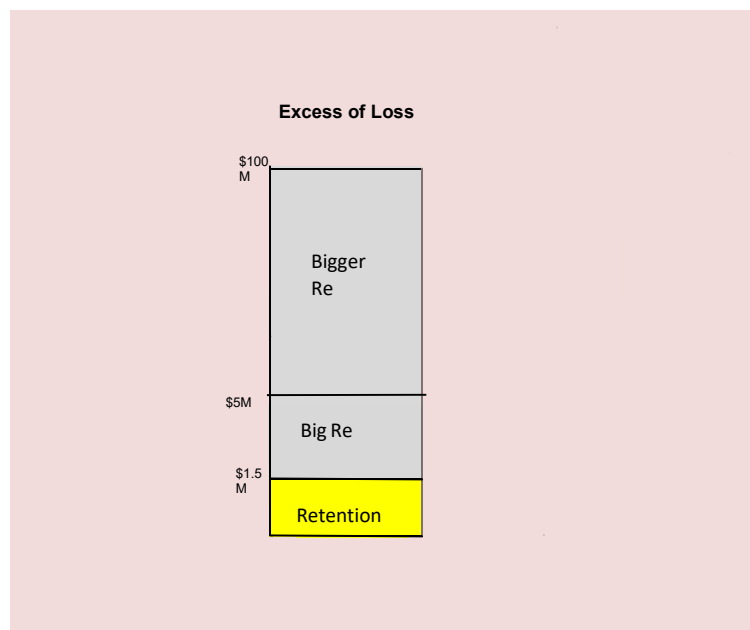 Excess of Loss
$100
M
Bigger
Re
$5M
Big Re
$1.5
M
Retention